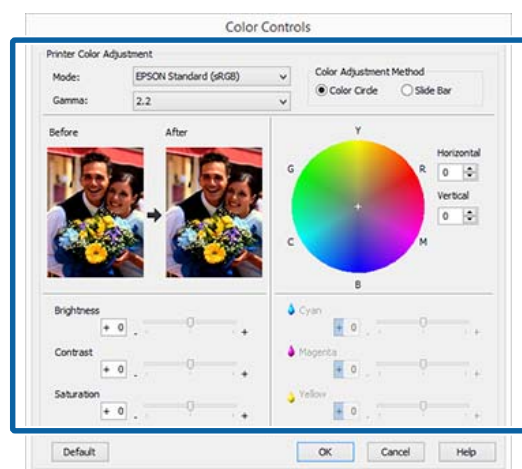 Color Controls
Printer Color Adjustment
Mode: EPSON Standard (sRGB)
Gamma: 2.2
Color Adjustment Method
Color Circle Slide Bar
Before After
Y
G R
C M
B
Horizontal
0
Vertical
0
Brightness
+ 0 - +
Contrast
+ 0 - +
Saturation
+ 0 - +
Cyan
+ 0 - +
Magenta
+ 0 - +
Yellow
+ 0 - +
Default OK Cancel Help